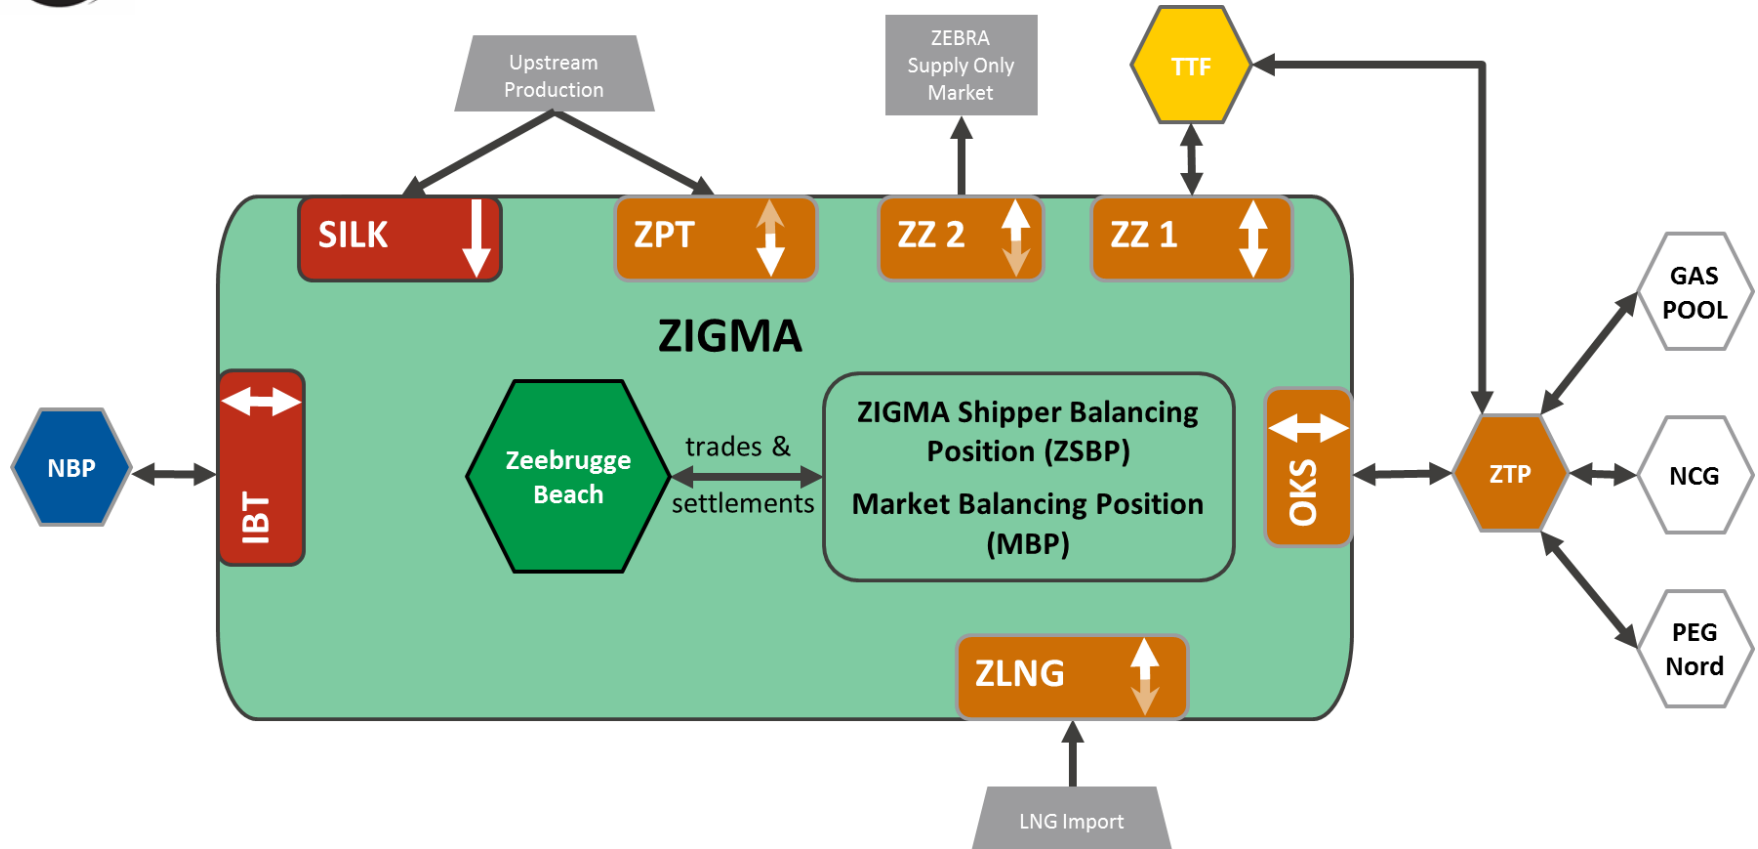 Upstream
Production
ZEBRA
Supply Only
Market
TTF
SILK
ZPT
ZZ 2
ZZ 1
ZIGMA
GAS
POOL
NBP
IBT
Zeebrugge
Beach
trades &
settlements
ZIGMA Shipper Balancing
Position (ZSBP)
Market Balancing Position
(MBP)
OKS
ZTP
NCG
PEG
Nord
ZLNG
LNG Import